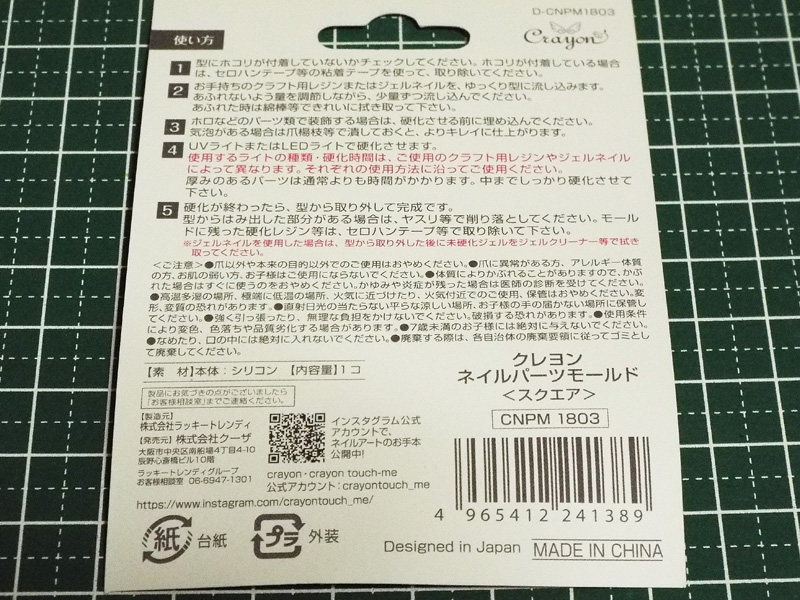 D-CNPM1803
Crayon
使い方
1 型にホコリが付着していないかチェックしてください。ホコリが付着している場合
は、セロハンテープ等の粘着テープを使って、取り除いてください。
2 お手持ちのクラフト用レジンまたはジェルネイルを、ゆっくり型に流し込みます。
あふれないよう量を調節しながら、少量ずつ流し込んでください。
あふれた時は綿棒等できれいに拭き取って下さい。
3 ホロなどのパーツ類で装飾する場合は、硬化させる前に埋め込んでください。
気泡がある場合は爪楊枝等で潰しておくと、よりキレイに仕上がります。
4 UVライトまたはLEDライトで硬化させます。
使用するライトの種類・硬化時間は、ご使用のクラフト用レジンやジェルネイル
によって異なります。それぞれの使用方法に沿ってご使用ください。
厚みのあるパーツは通常よりも時間がかかります。中までしっかり硬化させて
下さい。
5 硬化が終わったら、型から取り外して完成です。
型からはみ出した部分がある場合は、ヤスリ等で削り落としてください。モール
ドに残った硬化レジン等は、セロハンテープ等で取り除いて下さい。
※ジェルネイルを使用した場合は、型から取り外した後に未硬化ジェルをジェルクリーナー等で拭き
取ってください。
＜ご注意＞●爪以外や本来の目的以外でのご使用はおやめください。●爪に異常がある方、アレルギー体質
の方、お肌の弱い方、お子様はご使用にならないでください。●体質によりかぶれることがありますので、かぶ
れた場合はすぐに使うのをおやめください。かゆみや炎症が残った場合は医師の診断を受けてください。
●高温多湿の場所、極端に低温の場所、火気に近づけたり、火気付近でのご使用、保管はおやめください。変
形、変質の恐れがあります。●直射日光の当たらない平らな涼しい場所、お子様の手の届かない場所に保管し
てください。●強く引っ張ったり、無理な負担をかけないでください。破損する恐れがあります。●使用条件
により変色、色落ちや品質劣化する場合があります。●7歳未満のお子様には絶対に与えないでください。
●なめたり、口の中には絶対に入れないでください。●廃棄する際は、各自治体の廃棄要領に従ってゴミとし
て廃棄してください。
【素　材】本体：シリコン　【内容量】1コ
製品にお気づきの点がございましたら
「お客様相談室」までご連絡ください。
クレヨン
ネイルパーツモールド
＜スクエア＞
CNPM 1803
【製造元】
株式会社ラッキートレンディ
【発売元】株式会社クーザ
大阪市中央区南船場4丁目4-10
辰野心斎橋ビル10階
ラッキートレンディグループ
お客様相談室 06-6947-1301
インスタグラム公式
アカウントで、
ネイルアートのお手本
公開中!
crayon・crayon touch-me
公式アカウント：crayontouch_me
https://www.instagram.com/crayontouch_me/
4 965412 241389
紙 台紙
プラ 外装
Designed in Japan
MADE IN CHINA